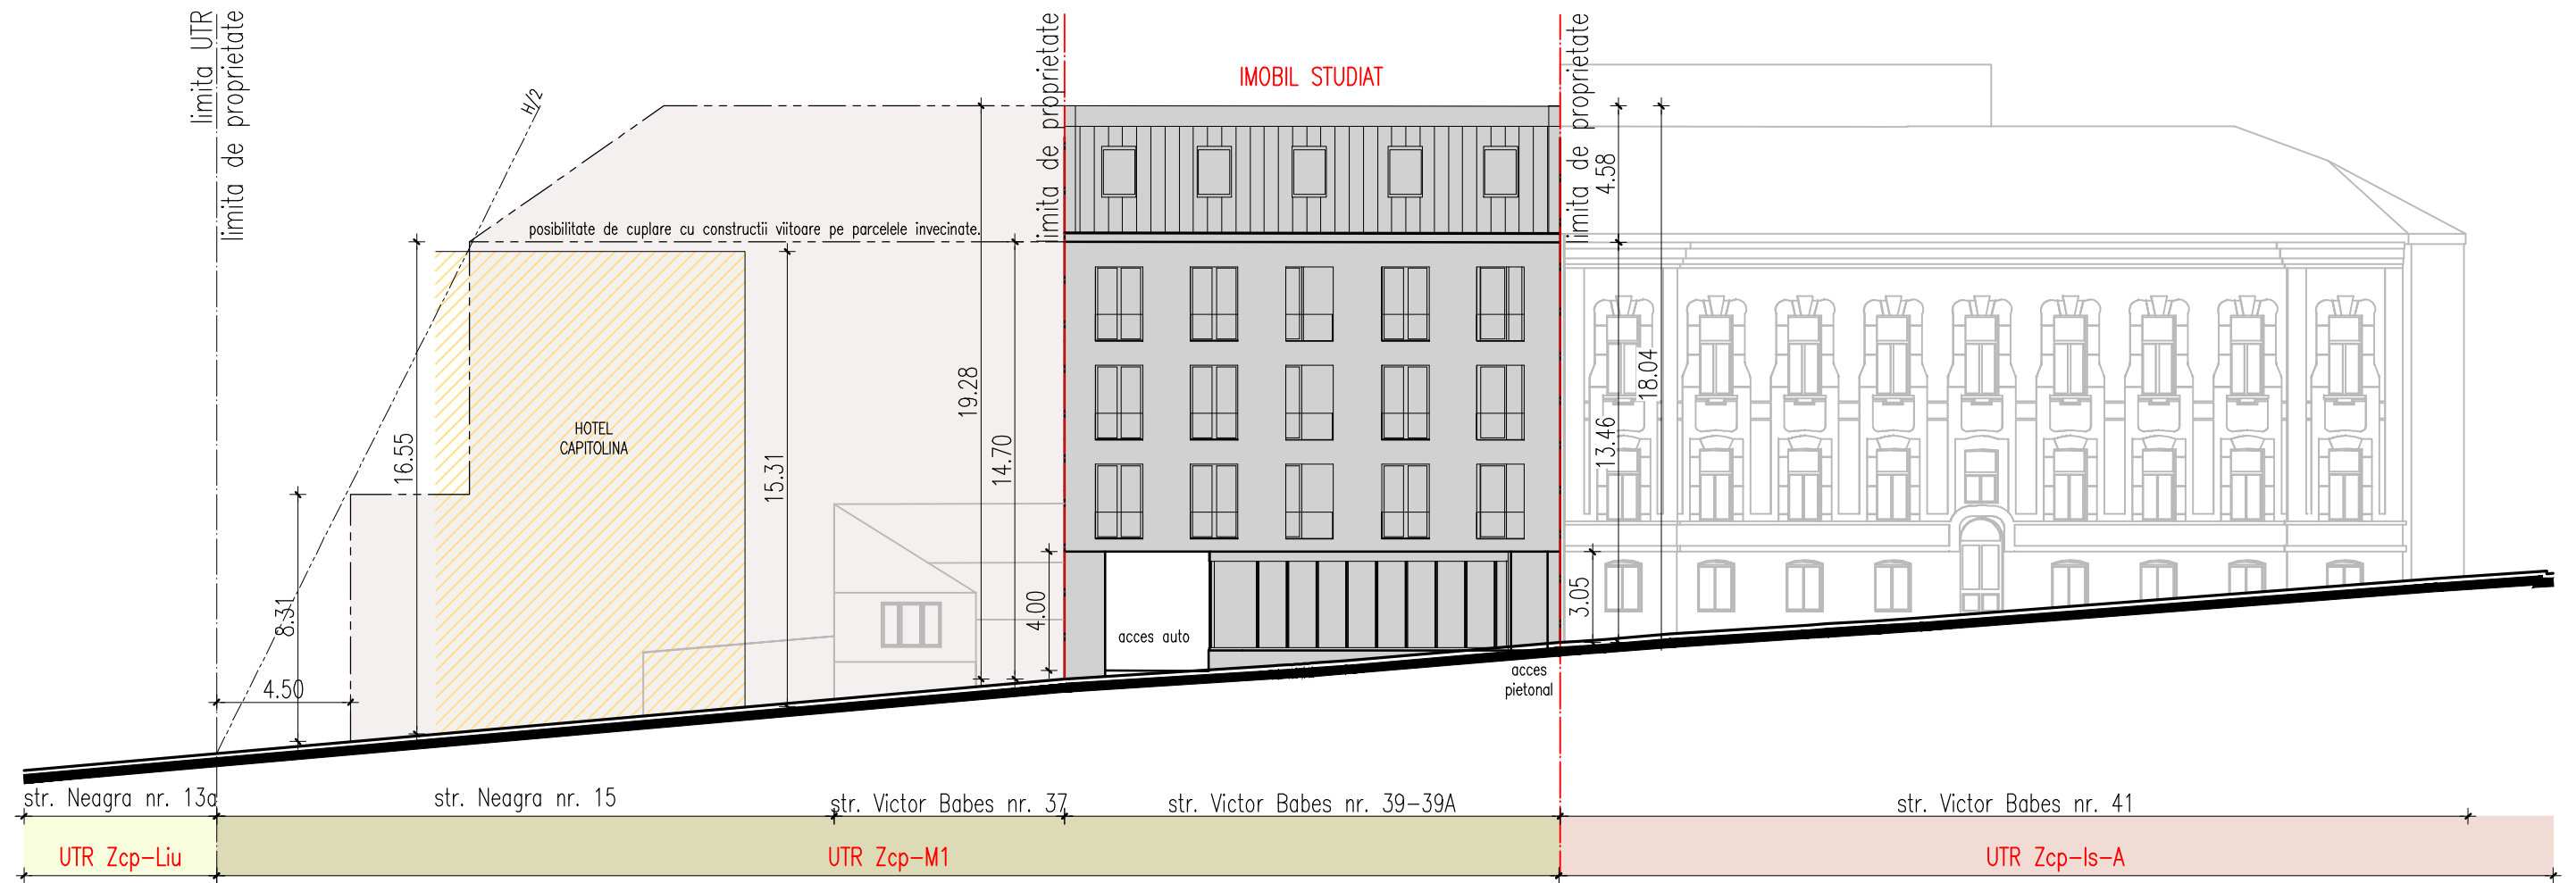 limita UTR
limita de proprietate
H/2
limita de proprietate
IMOBIL STUDIAT
limita de proprietate
4.58
posibilitate de cuplare cu constructii viitoare pe parcelele invecinate.
HOTEL
CAPITOLINA
16.55
15.31
19.28
14.70
18.04
13.46
8.31
4.00
3.05
4.50
acces auto
acces
pietonal
str. Neagra nr. 13a
str. Neagra nr. 15
str. Victor Babes nr. 37
str. Victor Babes nr. 39-39A
str. Victor Babes nr. 41
UTR Zcp-Liu
UTR Zcp-M1
UTR Zcp-Is-A